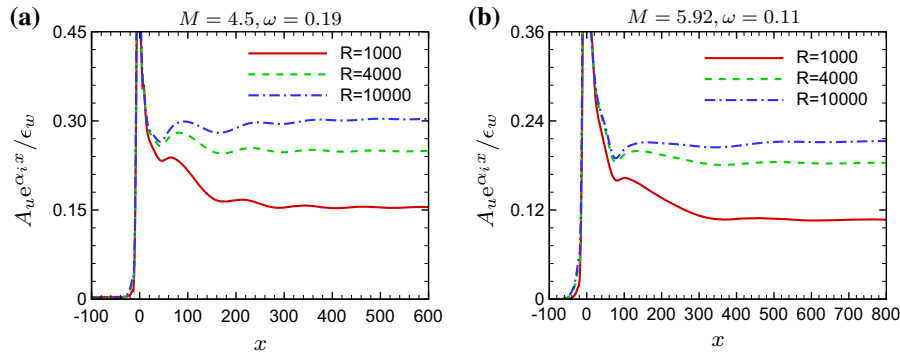 (a)
M = 4.5, ω = 0.19
A_u e^{α_i x}/ϵ_w
0.45
0.30
0.15
0
R=1000
R=4000
R=10000
-100 0 100 200 300 400 500 600
x
(b)
M = 5.92, ω = 0.11
A_u e^{α_i x}/ϵ_w
0.36
0.24
0.12
0
R=1000
R=4000
R=10000
-100 0 100 200 300 400 500 600 700 800
x